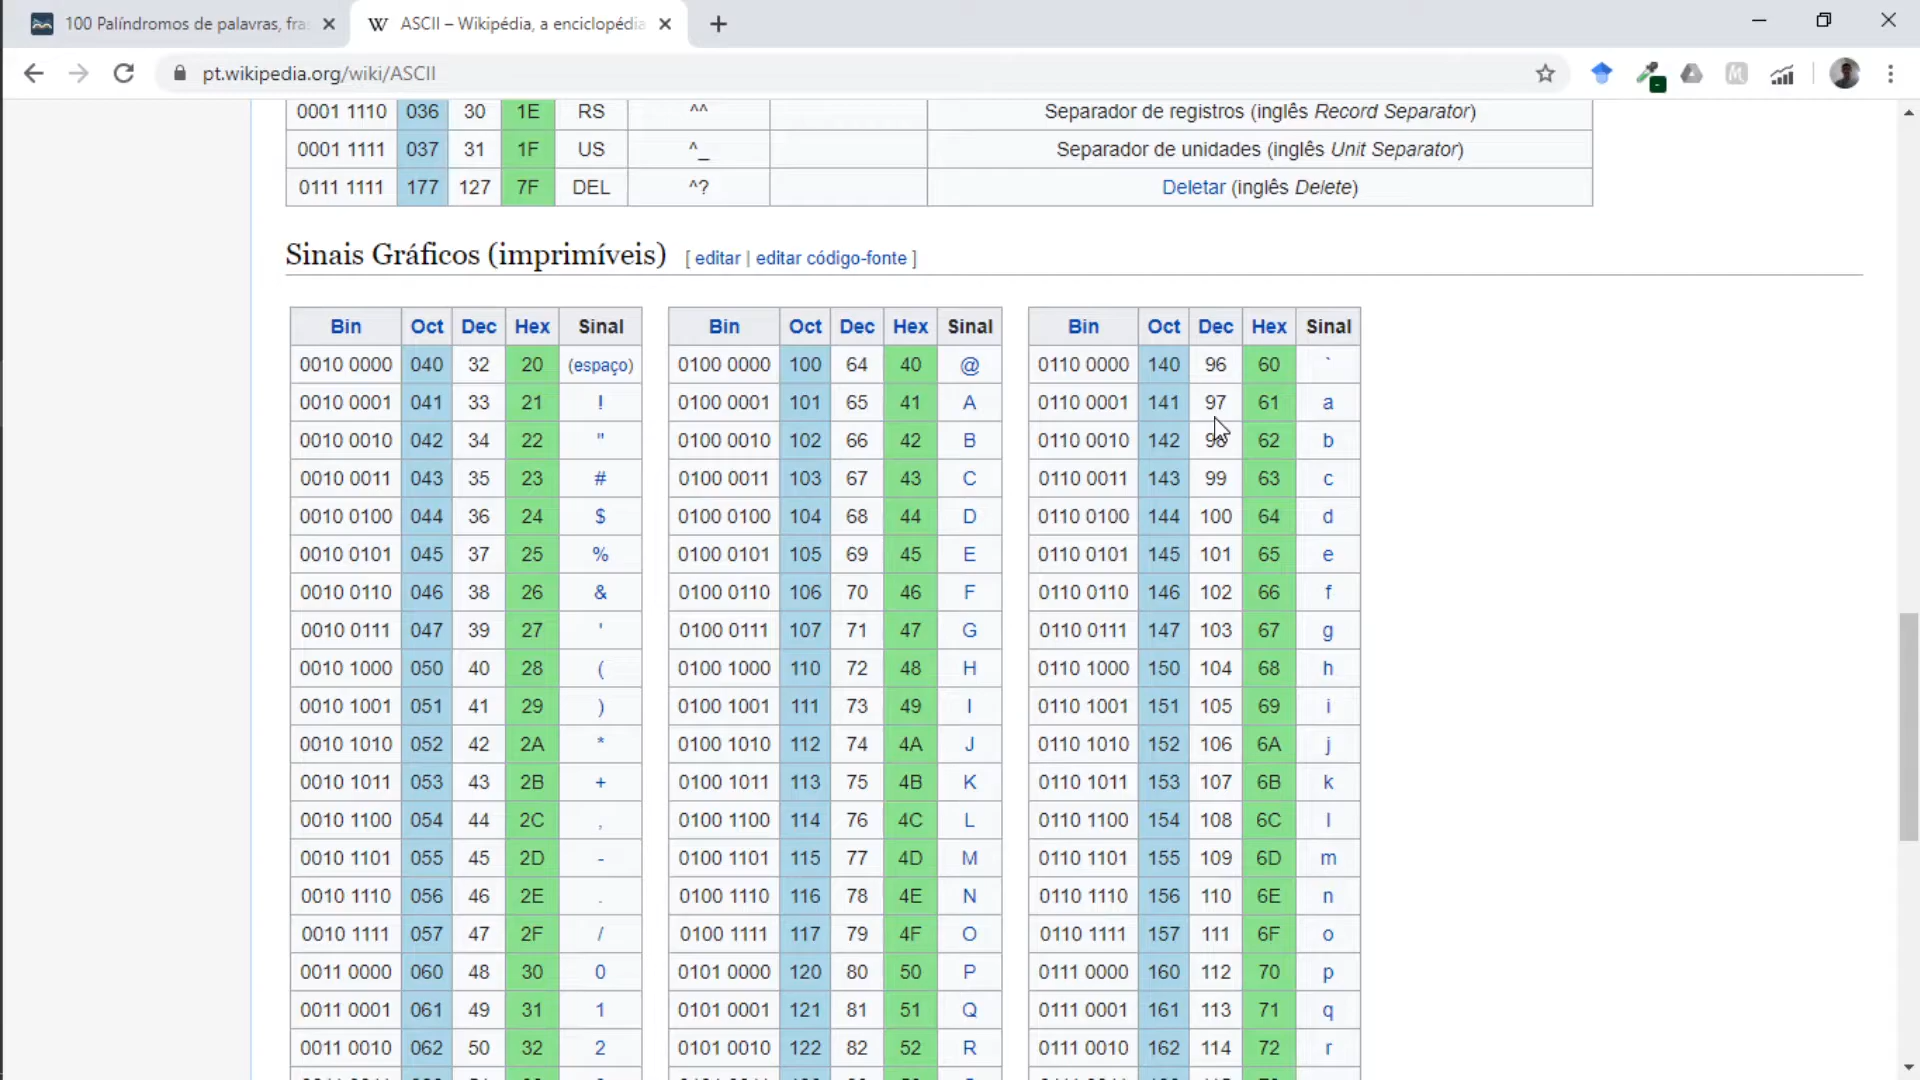 100 Palíndromos de palavras, fra
ASCII – Wikipédia, a enciclopédia
pt.wikipedia.org/wiki/ASCII
0001 1110 036 30 1E RS ^^ Separador de registros (inglês Record Separator)
0001 1111 037 31 1F US ^_ Separador de unidades (inglês Unit Separator)
0111 1111 177 127 7F DEL ^? Deletar (inglês Delete)
Sinais Gráficos (imprimíveis) [ editar | editar código-fonte ]
Bin Oct Dec Hex Sinal Bin Oct Dec Hex Sinal Bin Oct Dec Hex Sinal
0010 0000 040 32 20 (espaço) 0100 0000 100 64 40 @ 0110 0000 140 96 60 `
0010 0001 041 33 21 ! 0100 0001 101 65 41 A 0110 0001 141 97 61 a
0010 0010 042 34 22 " 0100 0010 102 66 42 B 0110 0010 142 98 62 b
0010 0011 043 35 23 # 0100 0011 103 67 43 C 0110 0011 143 99 63 c
0010 0100 044 36 24 $ 0100 0100 104 68 44 D 0110 0100 144 100 64 d
0010 0101 045 37 25 % 0100 0101 105 69 45 E 0110 0101 145 101 65 e
0010 0110 046 38 26 & 0100 0110 106 70 46 F 0110 0110 146 102 66 f
0010 0111 047 39 27 ' 0100 0111 107 71 47 G 0110 0111 147 103 67 g
0010 1000 050 40 28 ( 0100 1000 110 72 48 H 0110 1000 150 104 68 h
0010 1001 051 41 29 ) 0100 1001 111 73 49 I 0110 1001 151 105 69 i
0010 1010 052 42 2A * 0100 1010 112 74 4A J 0110 1010 152 106 6A j
0010 1011 053 43 2B + 0100 1011 113 75 4B K 0110 1011 153 107 6B k
0010 1100 054 44 2C , 0100 1100 114 76 4C L 0110 1100 154 108 6C l
0010 1101 055 45 2D - 0100 1101 115 77 4D M 0110 1101 155 109 6D m
0010 1110 056 46 2E . 0100 1110 116 78 4E N 0110 1110 156 110 6E n
0010 1111 057 47 2F / 0100 1111 117 79 4F O 0110 1111 157 111 6F o
0011 0000 060 48 30 0 0101 0000 120 80 50 P 0111 0000 160 112 70 p
0011 0001 061 49 31 1 0101 0001 121 81 51 Q 0111 0001 161 113 71 q
0011 0010 062 50 32 2 0101 0010 122 82 52 R 0111 0010 162 114 72 r